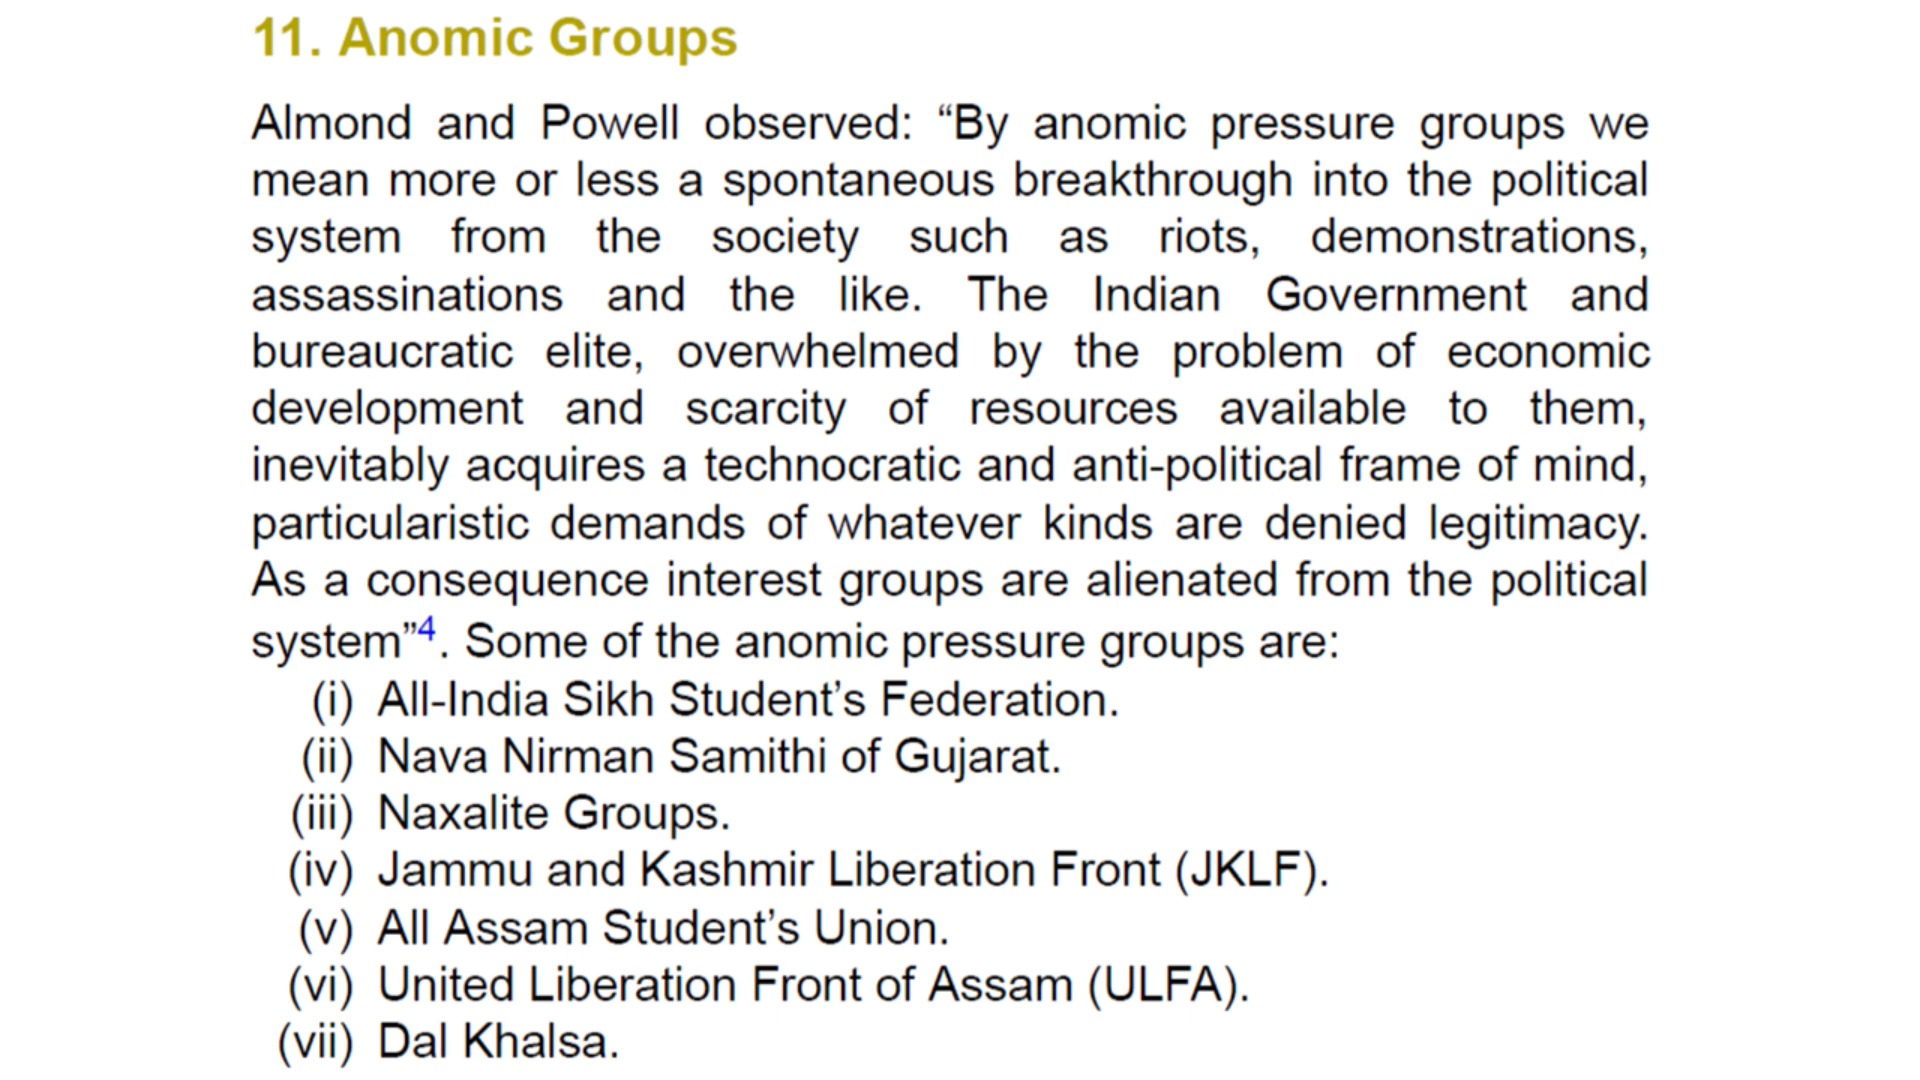 11. Anomic Groups
Almond and Powell observed: “By anomic pressure groups we
mean more or less a spontaneous breakthrough into the political
system from the society such as riots, demonstrations,
assassinations and the like. The Indian Government and
bureaucratic elite, overwhelmed by the problem of economic
development and scarcity of resources available to them,
inevitably acquires a technocratic and anti-political frame of mind,
particularistic demands of whatever kinds are denied legitimacy.
As a consequence interest groups are alienated from the political
system”4. Some of the anomic pressure groups are:
(i) All-India Sikh Student’s Federation.
(ii) Nava Nirman Samithi of Gujarat.
(iii) Naxalite Groups.
(iv) Jammu and Kashmir Liberation Front (JKLF).
(v) All Assam Student’s Union.
(vi) United Liberation Front of Assam (ULFA).
(vii) Dal Khalsa.